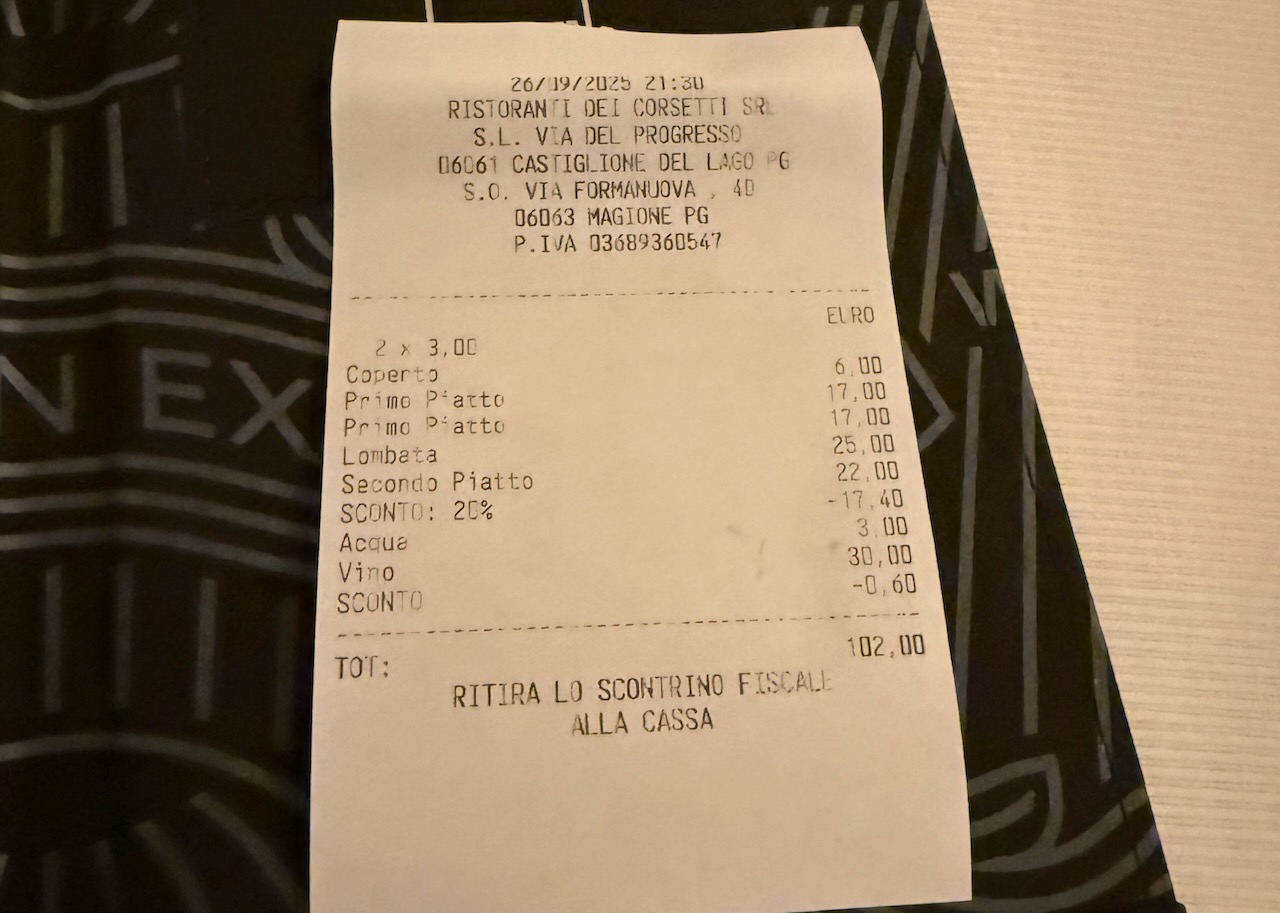 26/09/2025 21:30
RISTORANTI DEI CORSETTI SRL
S.L. VIA DEL PROGRESSO
06061 CASTIGLIONE DEL LAGO PG
S.O. VIA FORMANUOVA , 40
06063 MAGIONE PG
P.IVA 03689360547
EURO
2 x 3,00
Coperto 6,00
Primo Piatto 17,00
Primo Piatto 17,00
Lombata 25,00
Secondo Piatto 22,00
SCONTO: 20% -17,40
Acqua 3,00
Vino 30,00
SCONTO -0,60
TOT: 102,00
RITIRA LO SCONTRINO FISCALE
ALLA CASSA
N EX